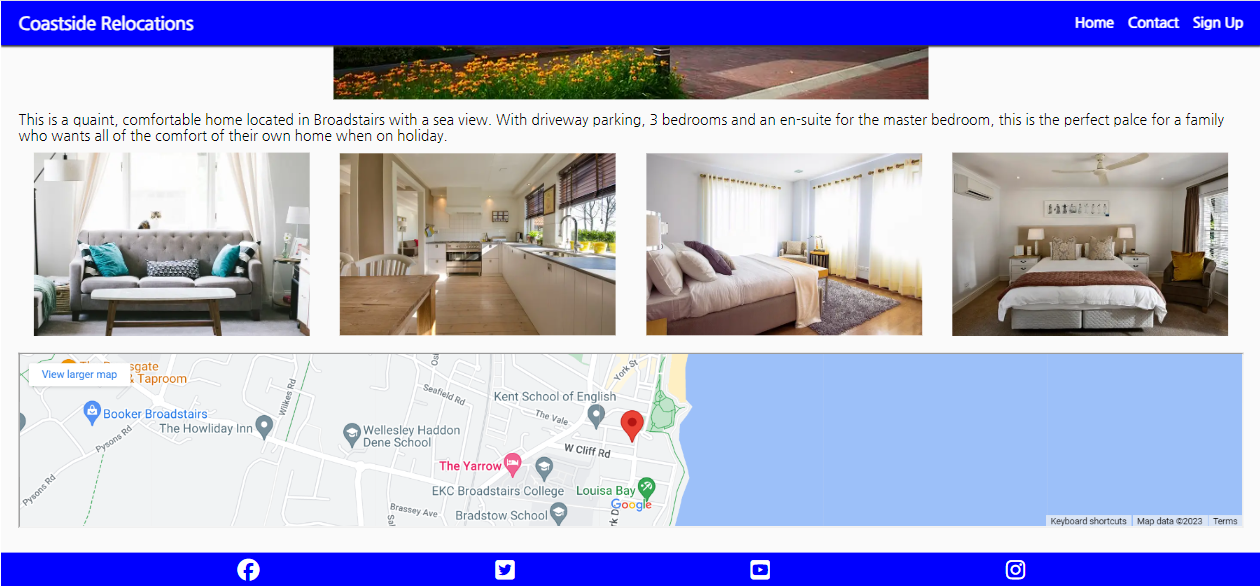 Coastside Relocations
Home Contact Sign Up
This is a quaint, comfortable home located in Broadstairs with a sea view. With driveway parking, 3 bedrooms and an en-suite for the master bedroom, this is the perfect palce for a family
who wants all of the comfort of their own home when on holiday.
View larger map
& Taproom
Booker Broadstairs
The Howliday Inn
Pysons Rd
Pysons Rd
Wilkes Rd
Seafield Rd
York St
Kent School of English
The Vale
Wellesley Haddon
Dene School
W Cliff Rd
The Yarrow
EKC Broadstairs College
Louisa Bay
Google
Brassey Ave
Bradstow School
Keyboard shortcuts Map data ©2023 Terms